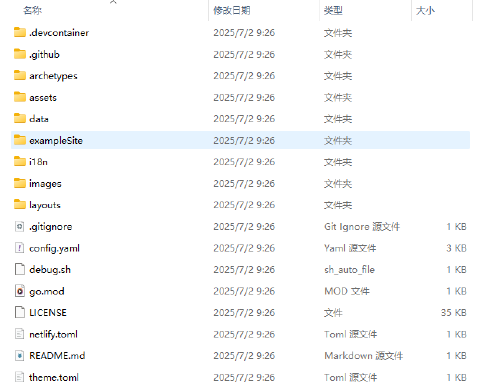 名称 修改日期 类型 大小
.devcontainer 2025/7/2 9:26 文件夹
.github 2025/7/2 9:26 文件夹
archetypes 2025/7/2 9:26 文件夹
assets 2025/7/2 9:26 文件夹
data 2025/7/2 9:26 文件夹
exampleSite 2025/7/2 9:26 文件夹
i18n 2025/7/2 9:26 文件夹
images 2025/7/2 9:26 文件夹
layouts 2025/7/2 9:26 文件夹
.gitignore 2025/7/2 9:26 Git Ignore 源文件 1 KB
config.yaml 2025/7/2 9:26 Yaml 源文件 3 KB
debug.sh 2025/7/2 9:26 sh_auto_file 1 KB
go.mod 2025/7/2 9:26 MOD 文件 1 KB
LICENSE 2025/7/2 9:26 文件 35 KB
netlify.toml 2025/7/2 9:26 Toml 源文件 1 KB
README.md 2025/7/2 9:26 Markdown 源文件 1 KB
theme.toml 2025/7/2 9:26 Toml 源文件 1 KB